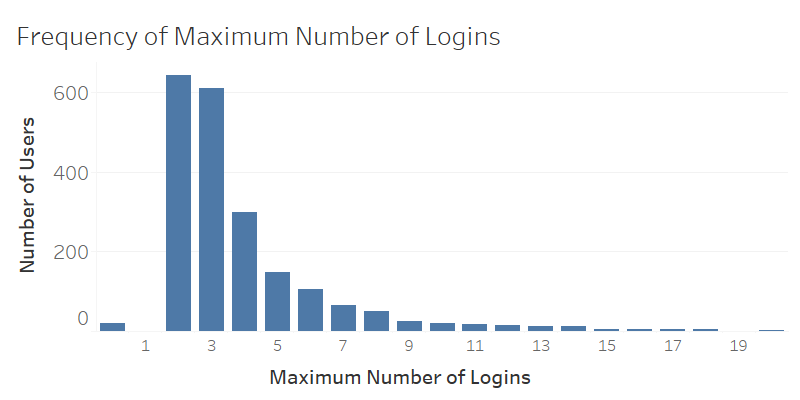 Frequency of Maximum Number of Logins
Number of Users
600
400
200
0
1 3 5 7 9 11 13 15 17 19
Maximum Number of Logins